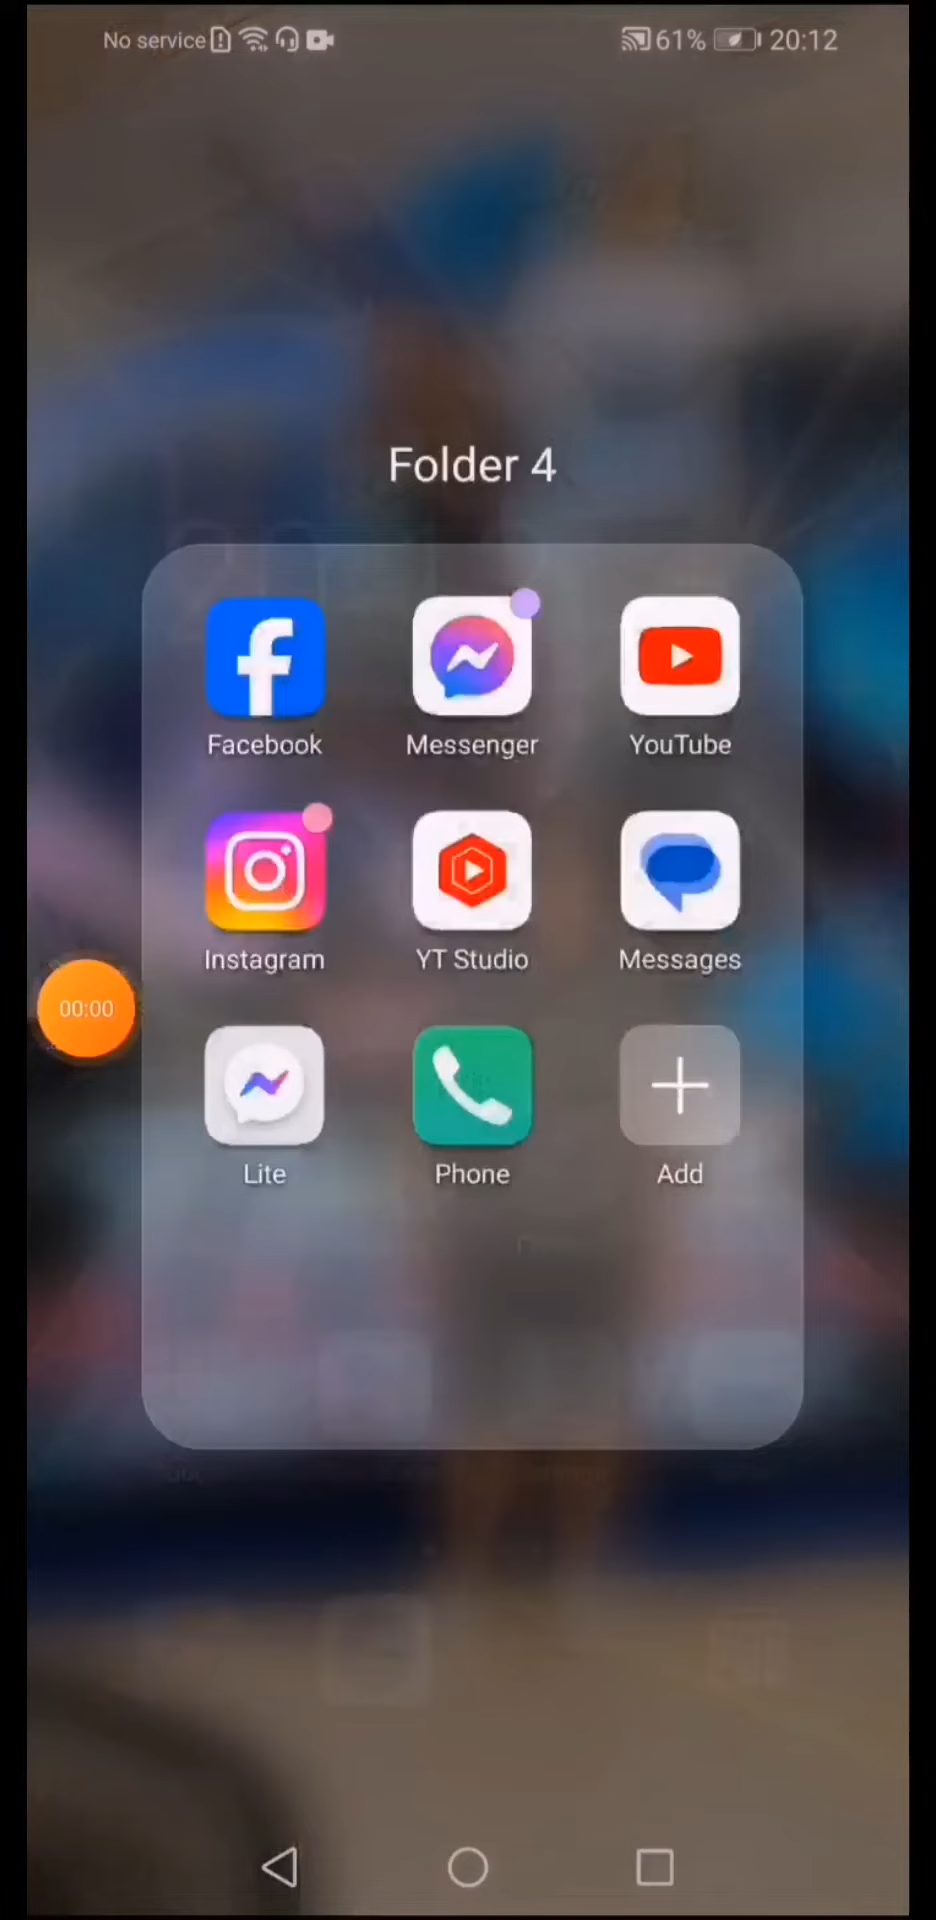 No service 61% 20:12
Folder 4
Facebook Messenger YouTube
Instagram YT Studio Messages
00:00
Lite Phone Add